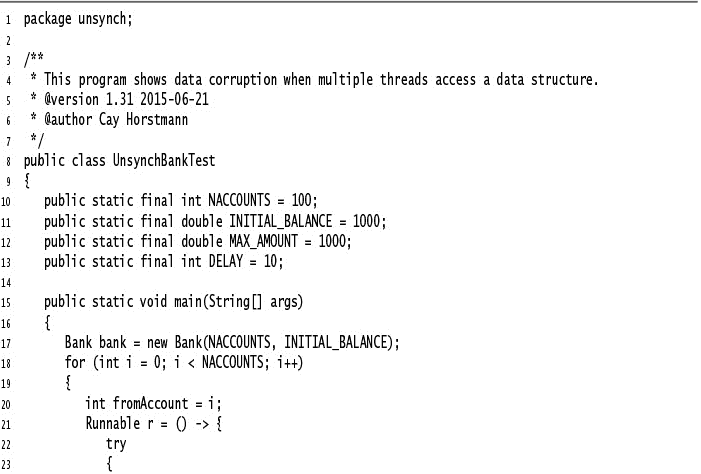 1 package unsynch;
2
3 /**
4  * This program shows data corruption when multiple threads access a data structure.
5  * @version 1.31 2015-06-21
6  * @author Cay Horstmann
7  */
8 public class UnsynchBankTest
9 {
10    public static final int NACCOUNTS = 100;
11    public static final double INITIAL_BALANCE = 1000;
12    public static final double MAX_AMOUNT = 1000;
13    public static final int DELAY = 10;
14
15    public static void main(String[] args)
16    {
17       Bank bank = new Bank(NACCOUNTS, INITIAL_BALANCE);
18       for (int i = 0; i < NACCOUNTS; i++)
19       {
20          int fromAccount = i;
21          Runnable r = () -> {
22             try
23             {